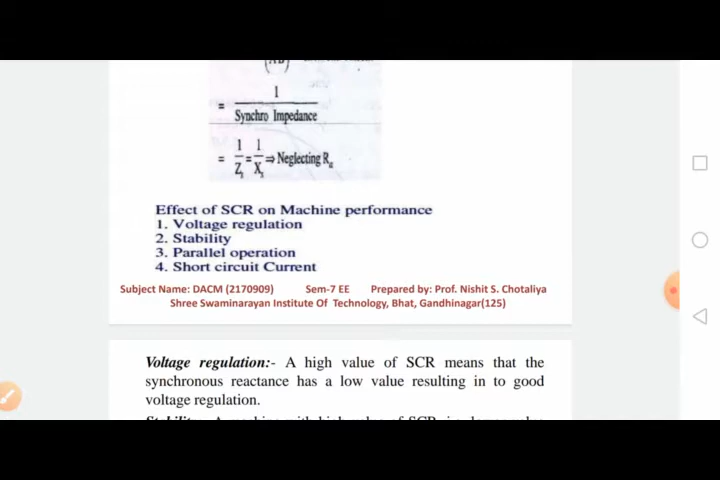 = 1
Synchro Impedance
= 1/Zs = 1/Xs ⇒ Neglecting Ra
Effect of SCR on Machine performance
1. Voltage regulation
2. Stability
3. Parallel operation
4. Short circuit Current
Subject Name: DACM (2170909) Sem-7 EE Prepared by: Prof. Nishit S. Chotaliya
Shree Swaminarayan Institute Of Technology, Bhat, Gandhinagar(125)
Voltage regulation:- A high value of SCR means that the
synchronous reactance has a low value resulting in to good
voltage regulation.